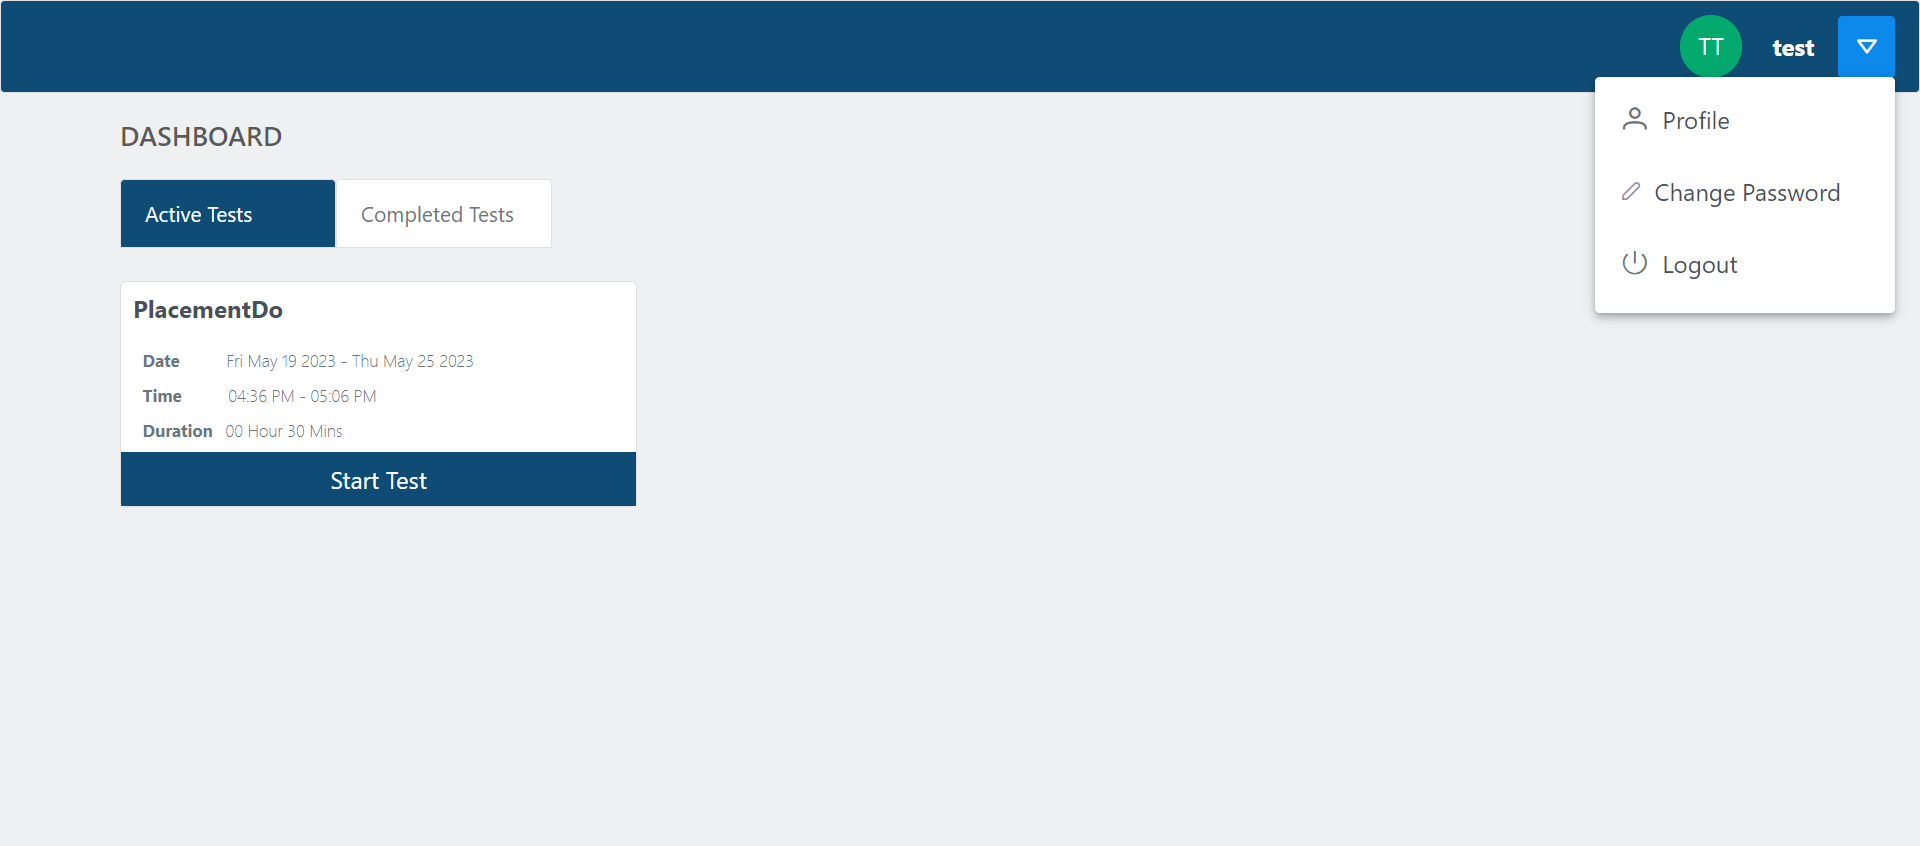 TT test
Profile
Change Password
Logout
DASHBOARD
Active Tests Completed Tests
PlacementDo
Date Fri May 19 2023 - Thu May 25 2023
Time 04:36 PM - 05:06 PM
Duration 00 Hour 30 Mins
Start Test